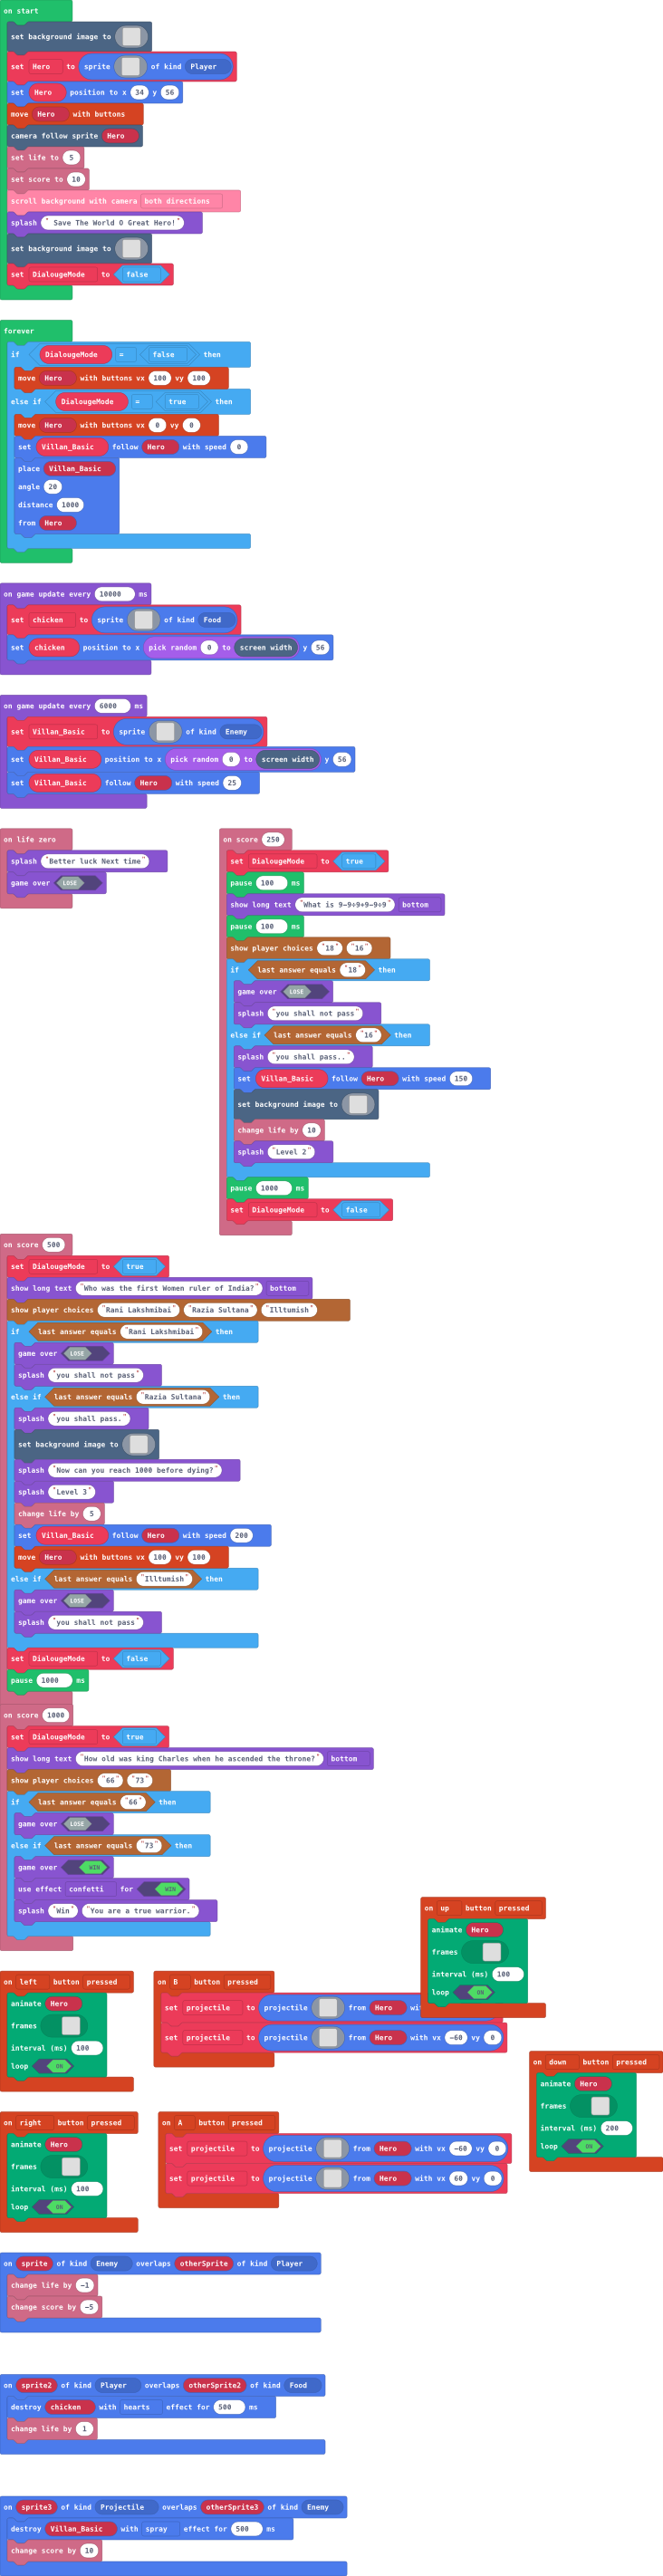 on start
set background image to
set Hero to sprite of kind Player
set Hero position to x 34 y 56
move Hero with buttons
camera follow sprite Hero
set life to 5
set score to 10
scroll background with camera both directions
splash " Save The World O Great Hero!"
set background image to
set DialougeMode to false
forever
if DialougeMode = false then
move Hero with buttons vx 100 vy 100
else if DialougeMode = true then
move Hero with buttons vx 0 vy 0
set Villan_Basic follow Hero with speed 0
place Villan_Basic
angle 20
distance 1000
from Hero
on game update every 10000 ms
set chicken to sprite of kind Food
set chicken position to x pick random 0 to screen width y 56
on game update every 6000 ms
set Villan_Basic to sprite of kind Enemy
set Villan_Basic position to x pick random 0 to screen width y 56
set Villan_Basic follow Hero with speed 25
on life zero
splash "Better luck Next time"
game over LOSE
on score 250
set DialougeMode to true
pause 100 ms
show long text "What is 9-9÷9+9-9÷9" bottom
pause 100 ms
show player choices "18" "16"
if last answer equals "18" then
game over LOSE
splash "you shall not pass"
else if last answer equals "16" then
splash "you shall pass.."
set Villan_Basic follow Hero with speed 150
set background image to
change life by 10
splash "Level 2"
pause 1000 ms
set DialougeMode to false
on score 500
set DialougeMode to true
show long text "Who was the first Women ruler of India?" bottom
show player choices "Rani Lakshmibai" "Razia Sultana" "Illtumish"
if last answer equals "Rani Lakshmibai" then
game over LOSE
splash "you shall not pass"
else if last answer equals "Razia Sultana" then
splash "you shall pass."
set background image to
splash "Now can you reach 1000 before dying?"
splash "Level 3"
change life by 5
set Villan_Basic follow Hero with speed 200
move Hero with buttons vx 100 vy 100
else if last answer equals "Illtumish" then
game over LOSE
splash "you shall not pass"
set DialougeMode to false
pause 1000 ms
on score 1000
set DialougeMode to true
show long text "How old was king Charles when he ascended the throne?" bottom
show player choices "66" "73"
if last answer equals "66" then
game over LOSE
else if last answer equals "73" then
game over WIN
use effect confetti for WIN
splash "Win" "You are a true warrior."
on up button pressed
animate Hero
frames
interval (ms) 100
loop ON
on left button pressed
animate Hero
frames
interval (ms) 100
loop ON
on B button pressed
set projectile to projectile from Hero wi
set projectile to projectile from Hero with vx -60 vy 0
on down button pressed
animate Hero
frames
interval (ms) 200
loop ON
on right button pressed
animate Hero
frames
interval (ms) 100
loop ON
on A button pressed
set projectile to projectile from Hero with vx -60 vy 0
set projectile to projectile from Hero with vx 60 vy 0
on sprite of kind Enemy overlaps otherSprite of kind Player
change life by -1
change score by -5
on sprite2 of kind Player overlaps otherSprite2 of kind Food
destroy chicken with hearts effect for 500 ms
change life by 1
on sprite3 of kind Projectile overlaps otherSprite3 of kind Enemy
destroy Villan_Basic with spray effect for 500 ms
change score by 10